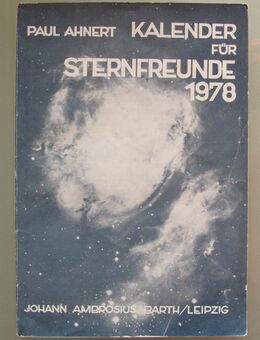 PAUL AHNERT KALENDER
FÜR
STERNFREUNDE
1978
JOHANN AMBROSIUS BARTH/LEIPZIG